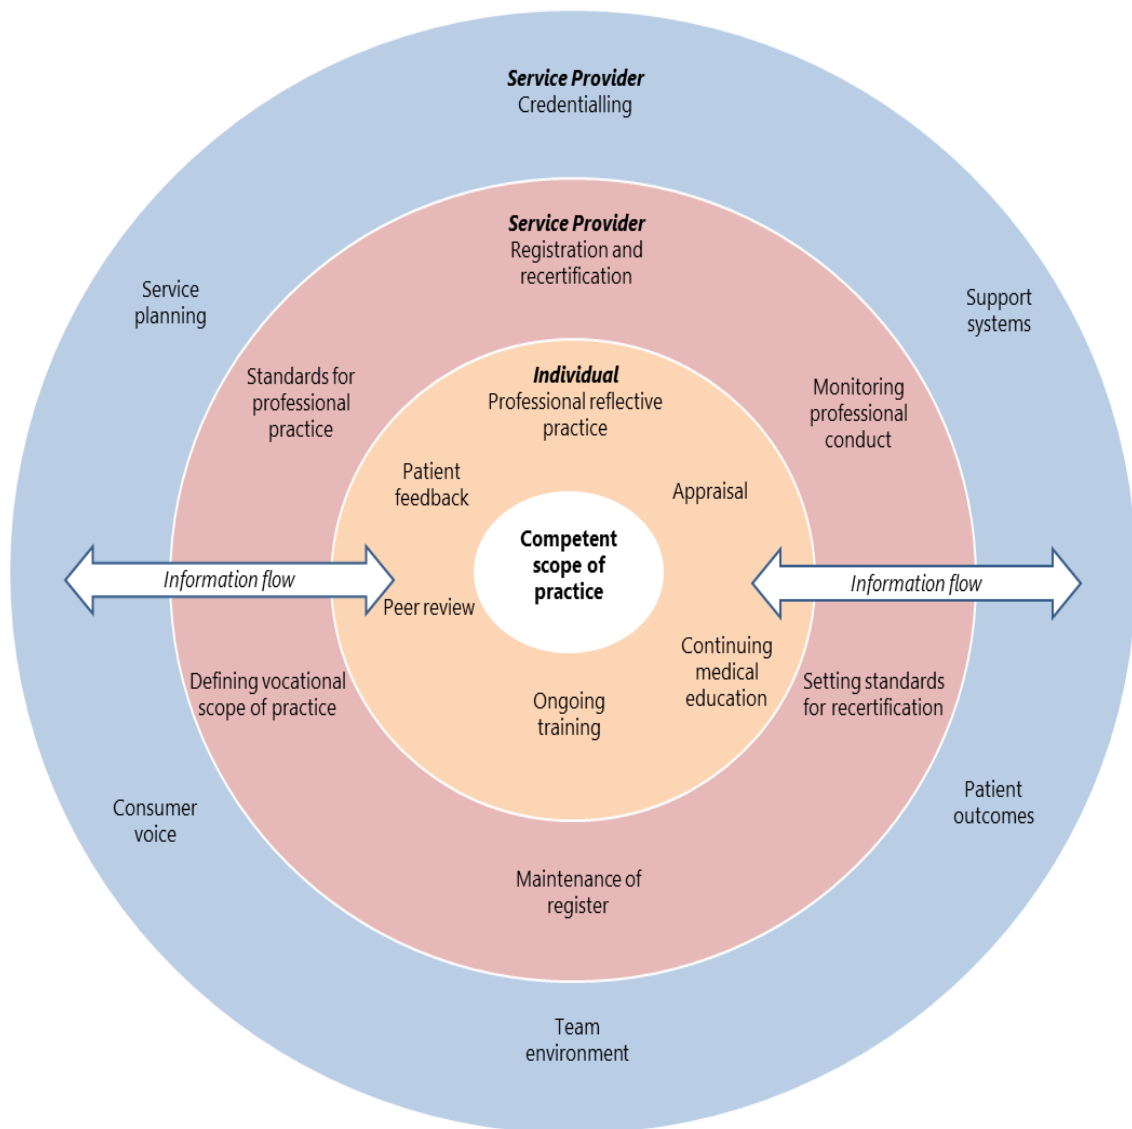 Service Provider
Credentialling
Service Provider
Registration and
recertification
Service
planning
Support
systems
Standards for
professional
practice
Individual
Professional reflective
practice
Monitoring
professional
conduct
Patient
feedback
Appraisal
Competent
scope of
practice
Information flow
Information flow
Peer review
Continuing
medical
education
Defining vocational
scope of practice
Ongoing
training
Setting standards
for recertification
Consumer
voice
Patient
outcomes
Maintenance of
register
Team
environment